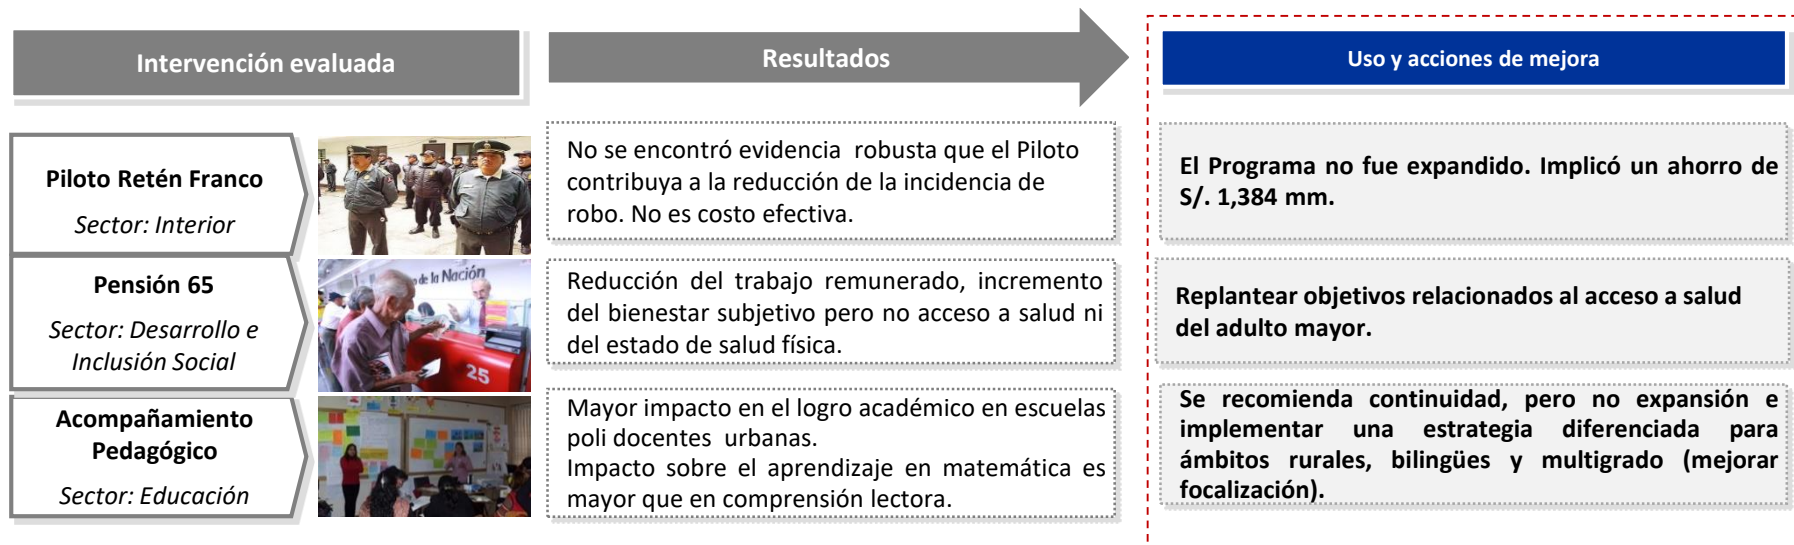 Intervención evaluada
Resultados
Uso y acciones de mejora
Piloto Retén Franco
Sector: Interior
No se encontró evidencia robusta que el Piloto
contribuya a la reducción de la incidencia de
robo. No es costo efectiva.
El Programa no fue expandido. Implicó un ahorro de
S/. 1,384 mm.
Pensión 65
Sector: Desarrollo e
Inclusión Social
de la Nación
25
Reducción del trabajo remunerado, incremento
del bienestar subjetivo pero no acceso a salud ni
del estado de salud física.
Replantear objetivos relacionados al acceso a salud
del adulto mayor.
Acompañamiento
Pedagógico
Sector: Educación
Mayor impacto en el logro académico en escuelas
poli docentes urbanas.
Impacto sobre el aprendizaje en matemática es
mayor que en comprensión lectora.
Se recomienda continuidad, pero no expansión e
implementar una estrategia diferenciada para
ámbitos rurales, bilingües y multigrado (mejorar
focalización).